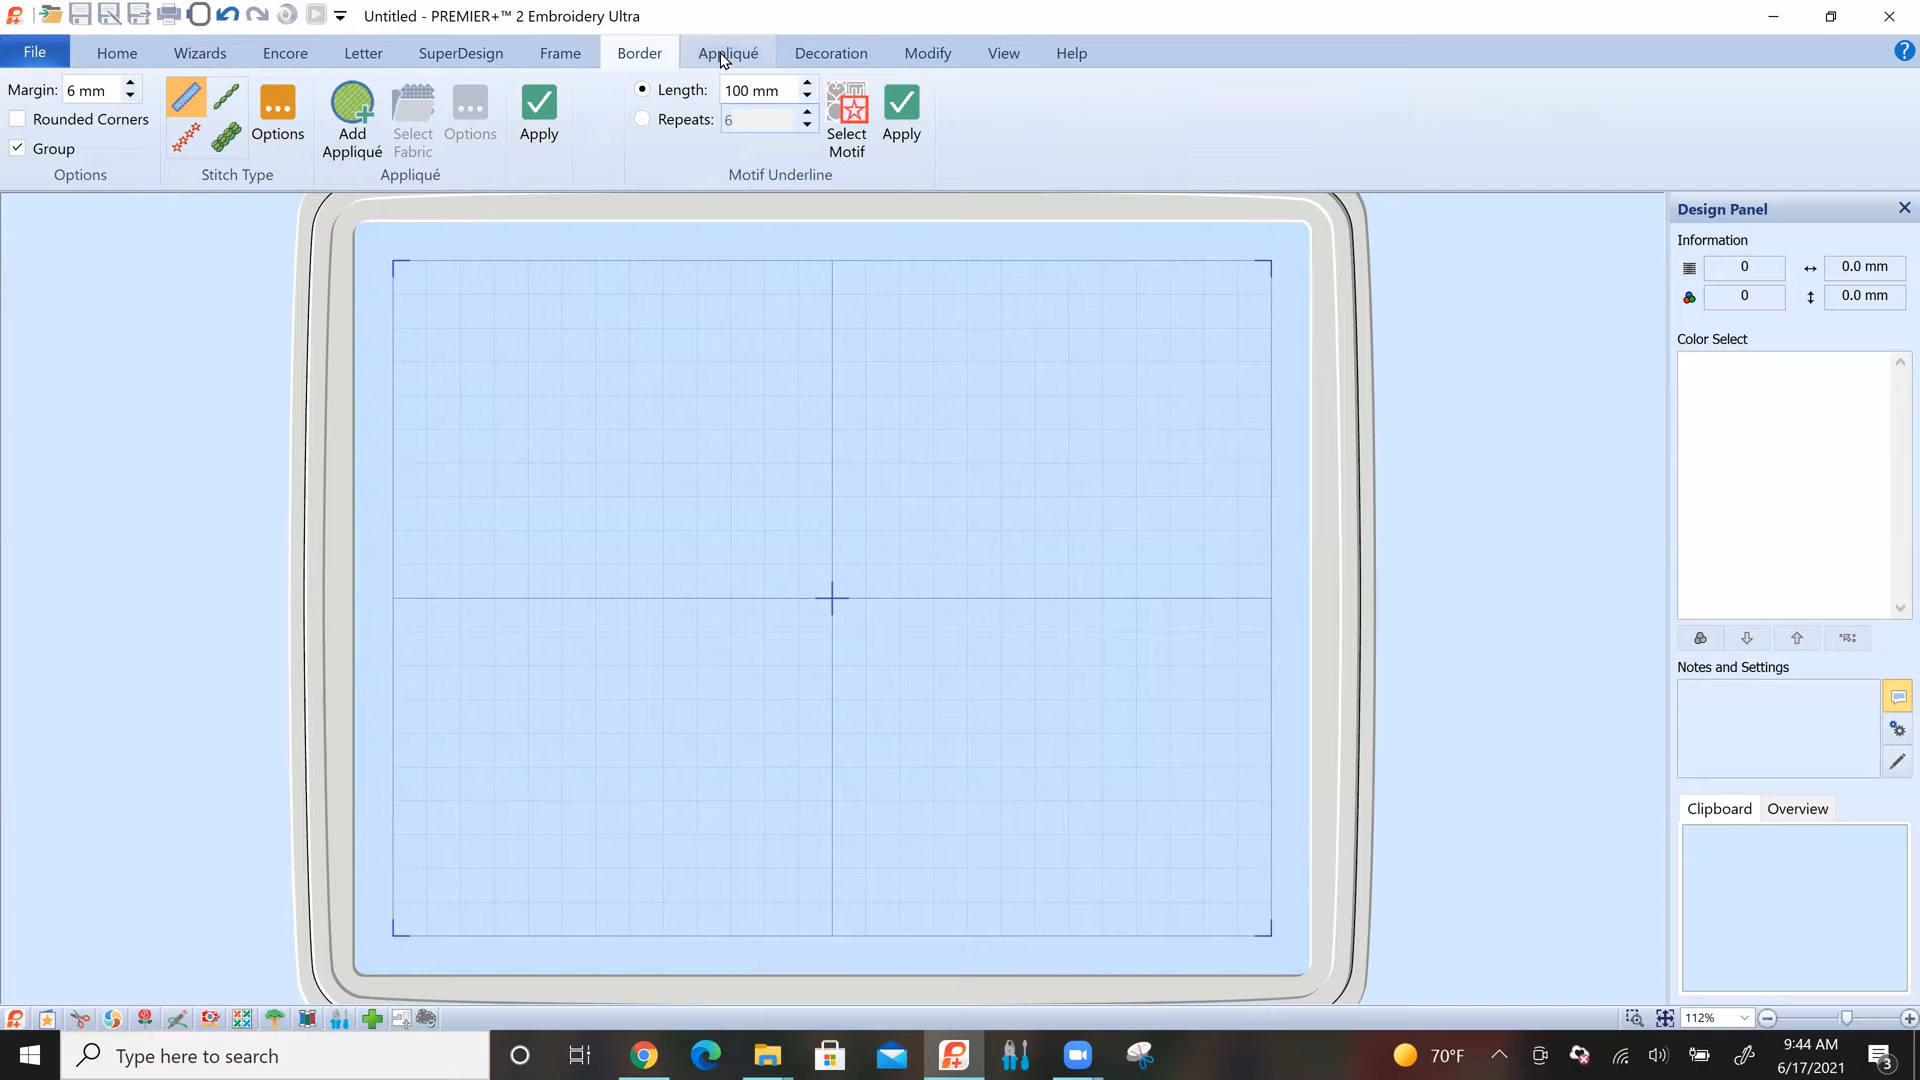 Untitled - PREMIER+™ 2 Embroidery Ultra
File
Home
Wizards
Encore
Letter
SuperDesign
Frame
Border
Appliqué
Decoration
Modify
View
Help
Margin: 6 mm
Rounded Corners
Group
Options
Options
Stitch Type
Add Appliqué
Select Fabric
Options
Appliqué
Apply
Length: 100 mm
Repeats: 6
Select Motif
Apply
Motif Underline
Design Panel
Information
0
0.0 mm
0
0.0 mm
Color Select
Notes and Settings
Clipboard
Overview
112%
Type here to search
70°F
9:44 AM
6/17/2021
3